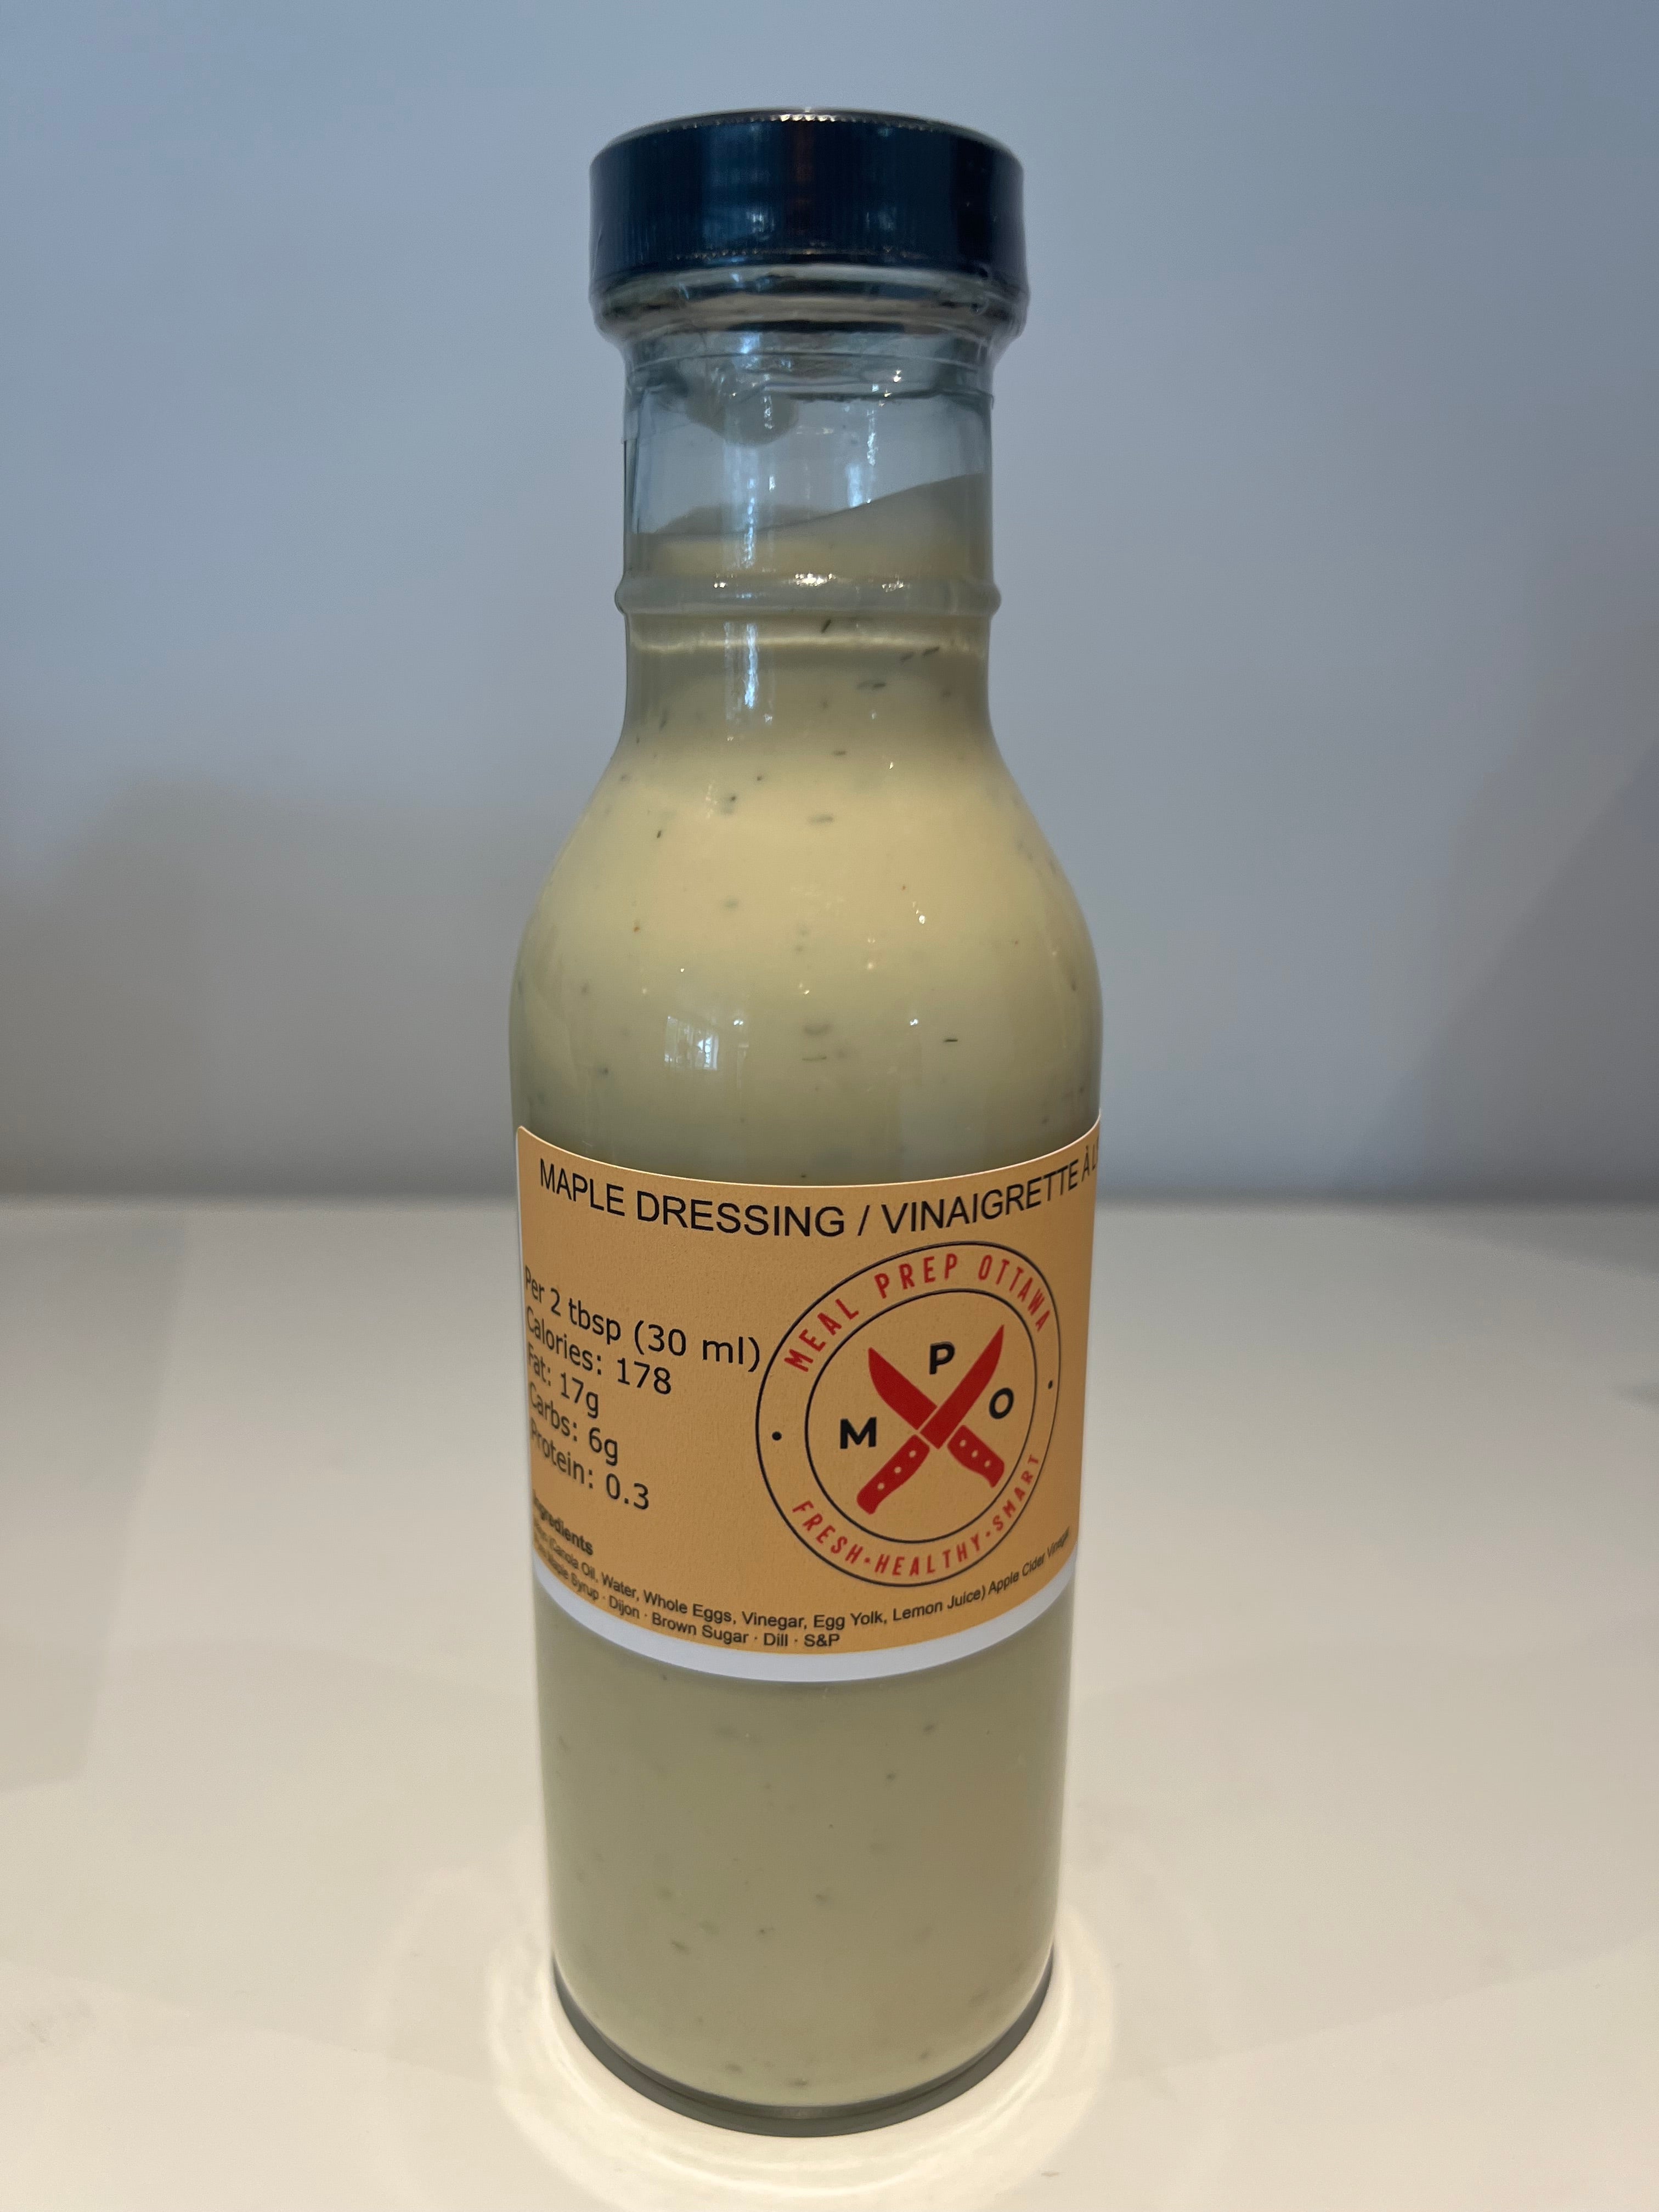 MAPLE DRESSING / VINAIGRETTE À L'
Per 2 tbsp (30 ml)
Calories: 178
Fat: 17g
Carbs: 6g
Protein: 0.3
MEAL PREP OTTAWA
M P O
FRESH•HEALTHY•SMART
Ingredients
(Canola Oil, Water, Whole Eggs, Vinegar, Egg Yolk, Lemon Juice) Apple Cider Vinegar
Maple Syrup · Dijon · Brown Sugar · Dill · S&P